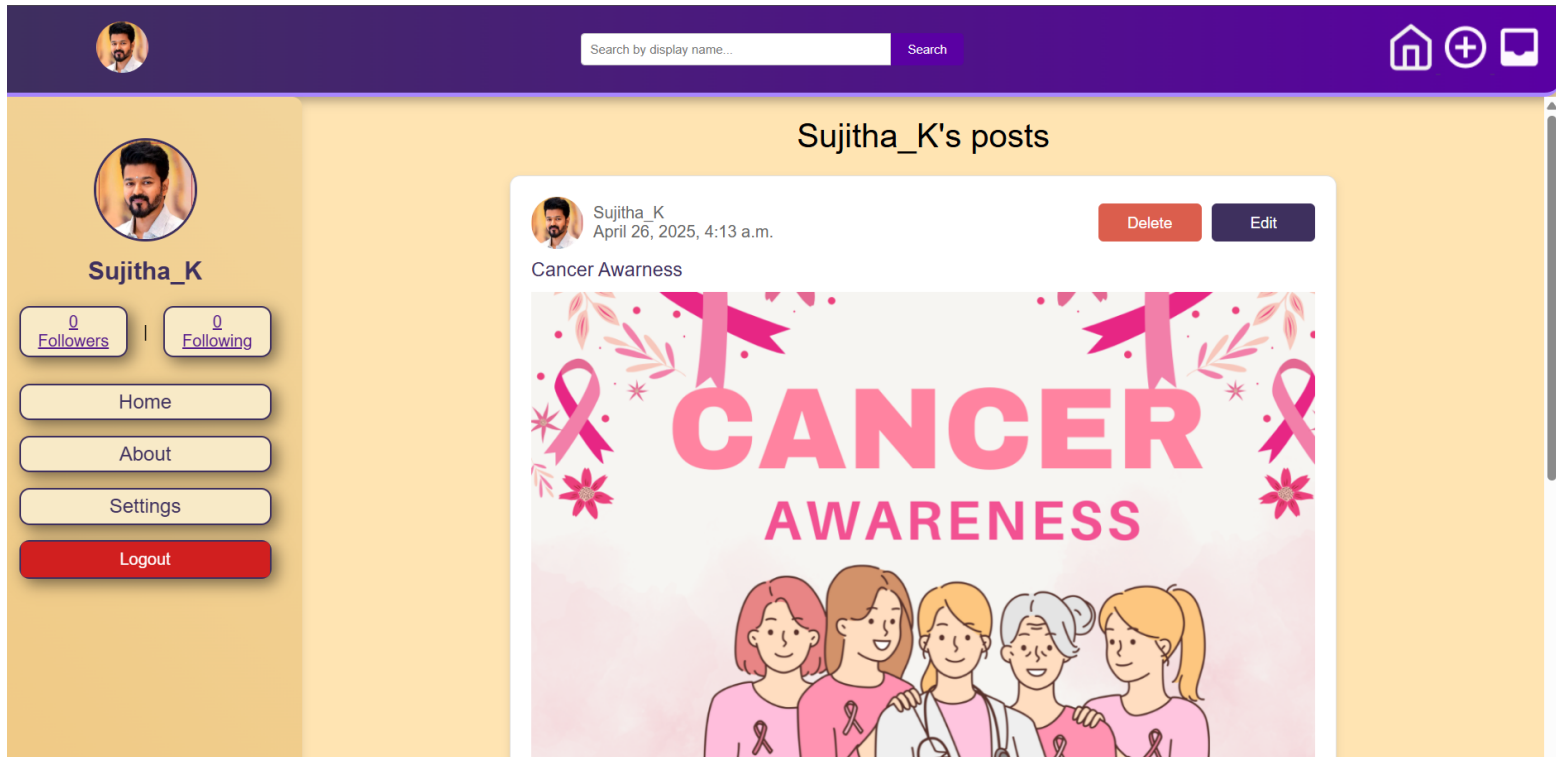 Search by display name...
Search
Sujitha_K
0
Followers
|
0
Following
Home
About
Settings
Logout
Sujitha_K's posts
Sujitha_K
April 26, 2025, 4:13 a.m.
Delete
Edit
Cancer Awarness
CANCER
AWARENESS